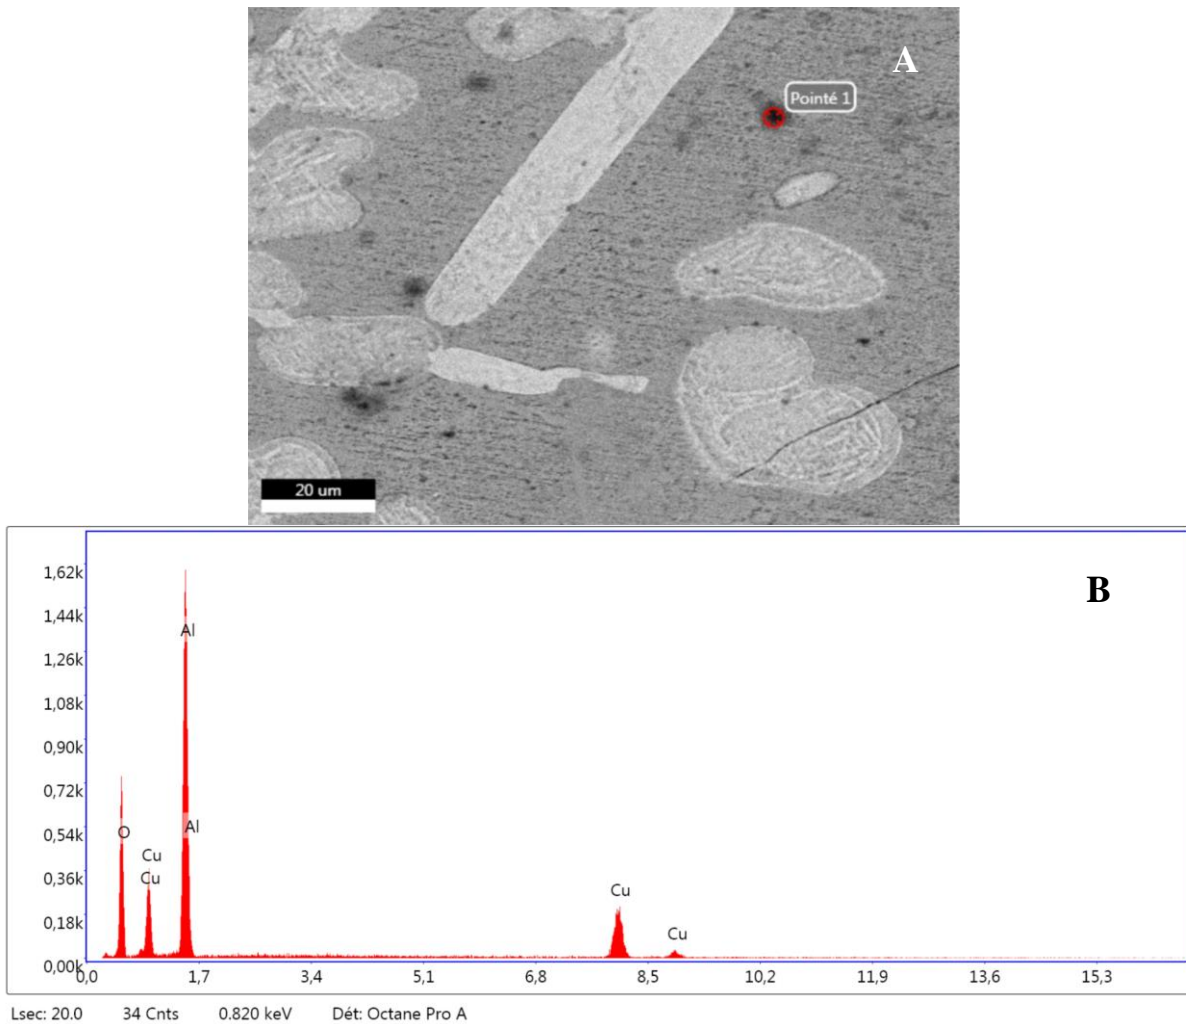 A
Pointé 1
20 um
B
1,62k
1,44k
1,26k
1,08k
0,90k
0,72k
0,54k
0,36k
0,18k
0,00k
Al
Al
O
Cu
Cu
Cu
Cu
0,0 1,7 3,4 5,1 6,8 8,5 10,2 11,9 13,6 15,3
Lsec: 20.0 34 Cnts 0.820 keV Dét: Octane Pro A